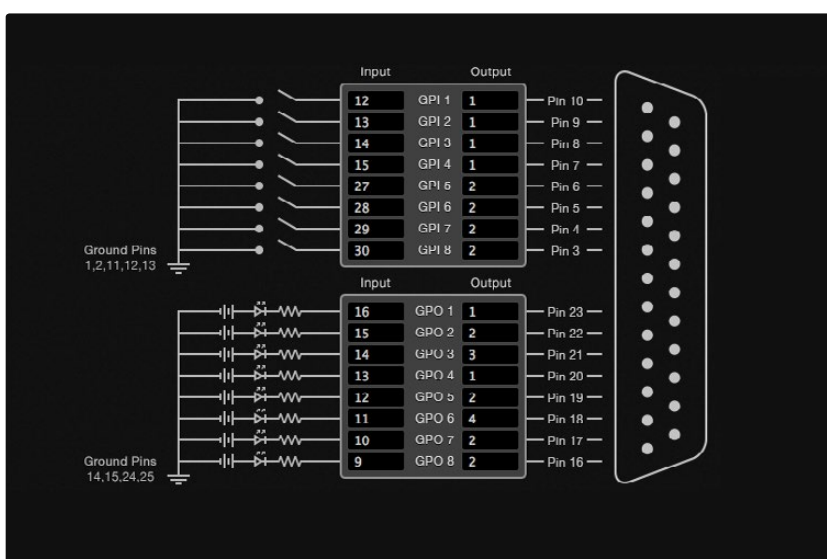 Input Output
12 GPI 1 1 Pin 10
13 GPI 2 1 Pin 9
14 GPI 3 1 Pin 8
15 GPI 4 1 Pin 7
27 GPI 5 2 Pin 6
28 GPI 6 2 Pin 5
29 GPI 7 2 Pin 4
30 GPI 8 2 Pin 3
Ground Pins
1,2,11,12,13
Input Output
16 GPO 1 1 Pin 23
15 GPO 2 2 Pin 22
14 GPO 3 3 Pin 21
13 GPO 4 1 Pin 20
12 GPO 5 2 Pin 19
11 GPO 6 4 Pin 18
10 GPO 7 2 Pin 17
9 GPO 8 2 Pin 16
Ground Pins
14,15,24,25